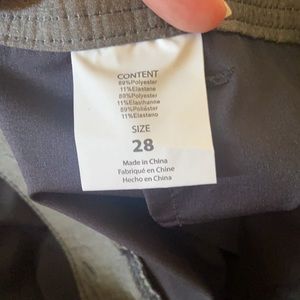 CONTENT
89%Polyester
11%Elastane
89%Polyester
11%Elasthanne
89%Poliéster
11%Elastano
SIZE
28
Made in China
Fabriqué en Chine
Hecho en China